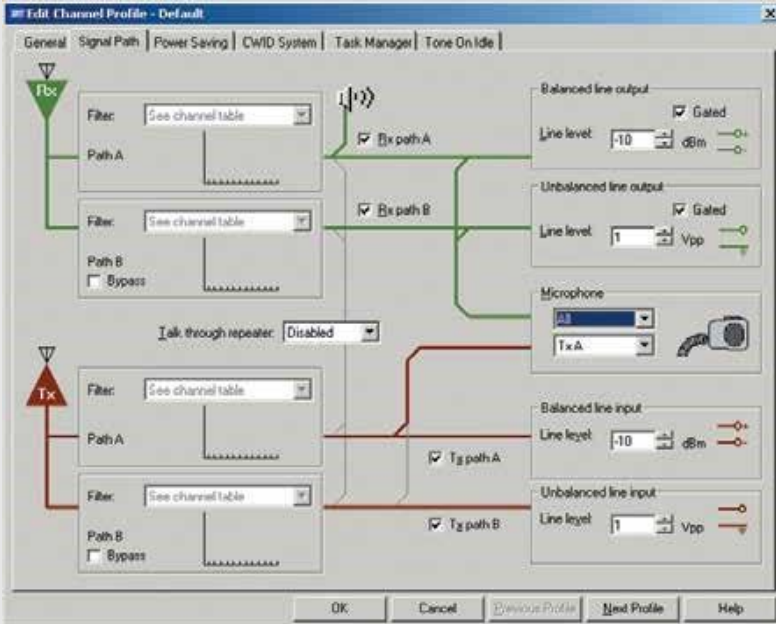 Edit Channel Profile - Default
General Signal Path Power Saving CWID System Task Manager Tone On Idle
Rx
Filter: See channel table
Path A
Rx path A
Balanced line output
Gated
Line level: -10 dBm
Filter: See channel table
Path B
Bypass
Rx path B
Unbalanced line output
Gated
Line level: 1 Vpp
Talk through repeater: Disabled
Microphone
All
Tx A
Tx
Filter: See channel table
Path A
Tx path A
Balanced line input
Line level: -10 dBm
Filter: See channel table
Path B
Bypass
Tx path B
Unbalanced line input
Line level: 1 Vpp
OK Cancel Previous Profile Next Profile Help